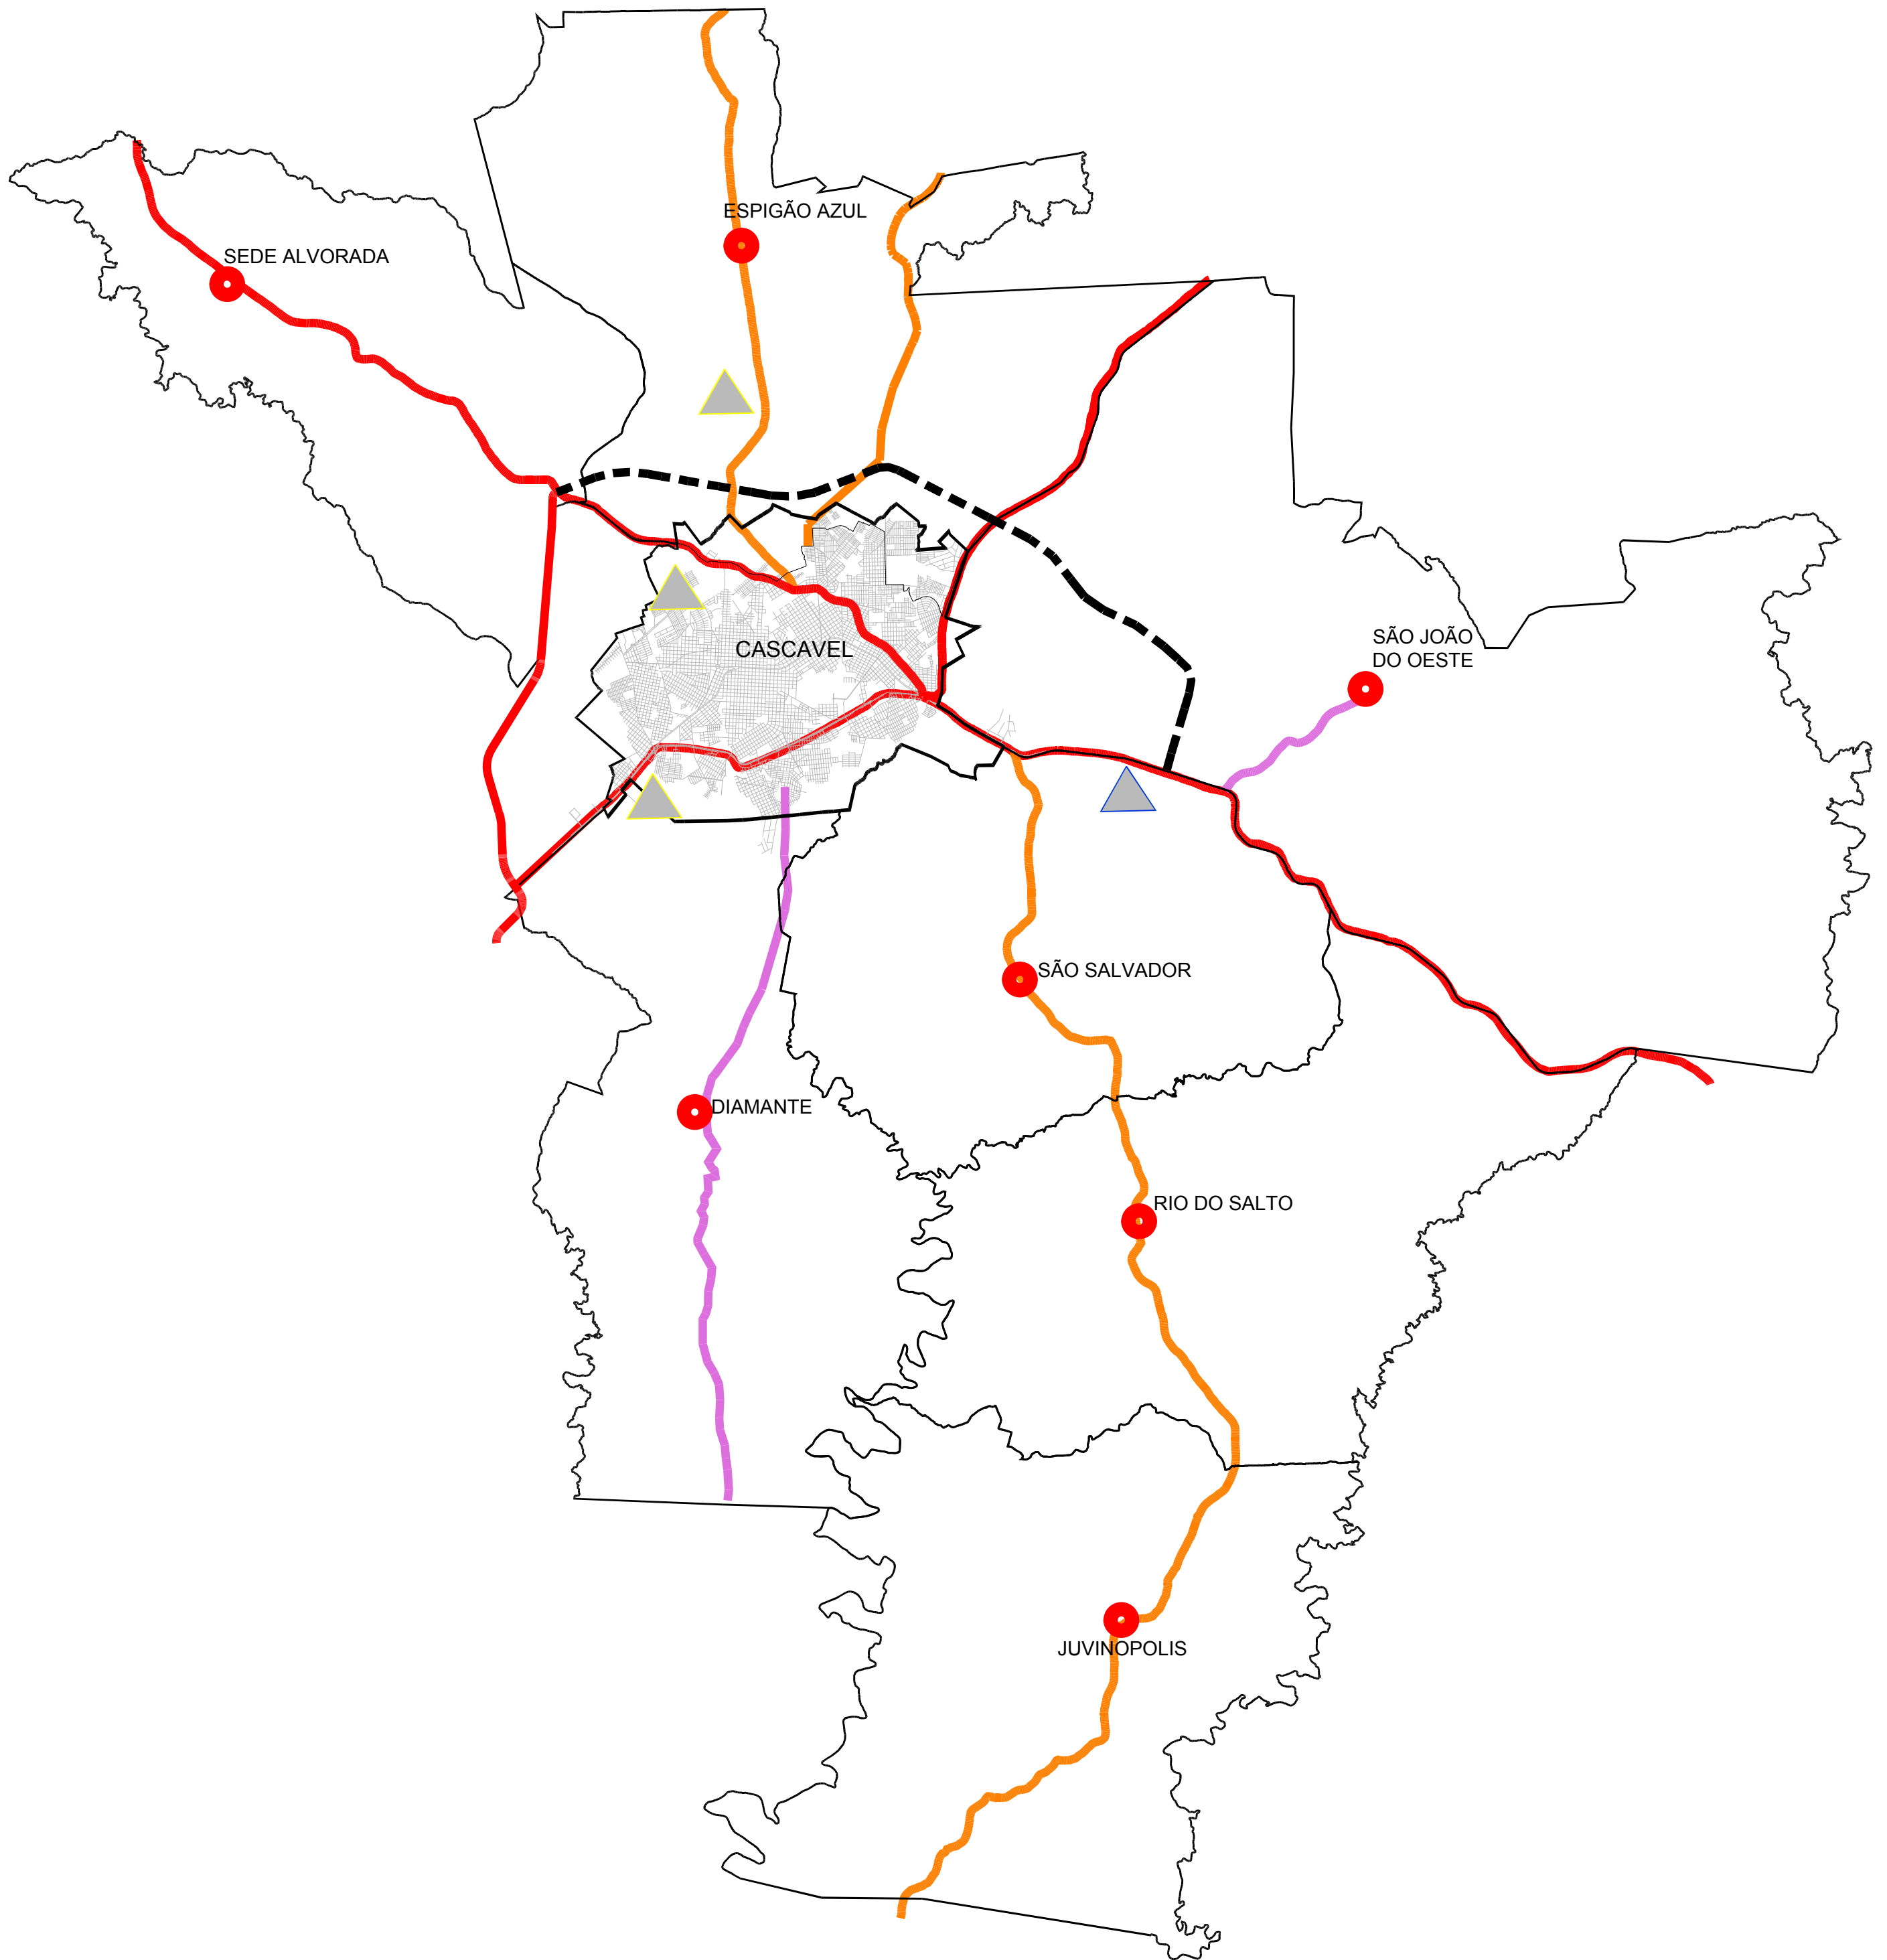 ESPIGÃO AZUL
SEDE ALVORADA
CASCAVEL
SÃO JOÃO
DO OESTE
SÃO SALVADOR
DIAMANTE
RIO DO SALTO
JUVINOPOLIS